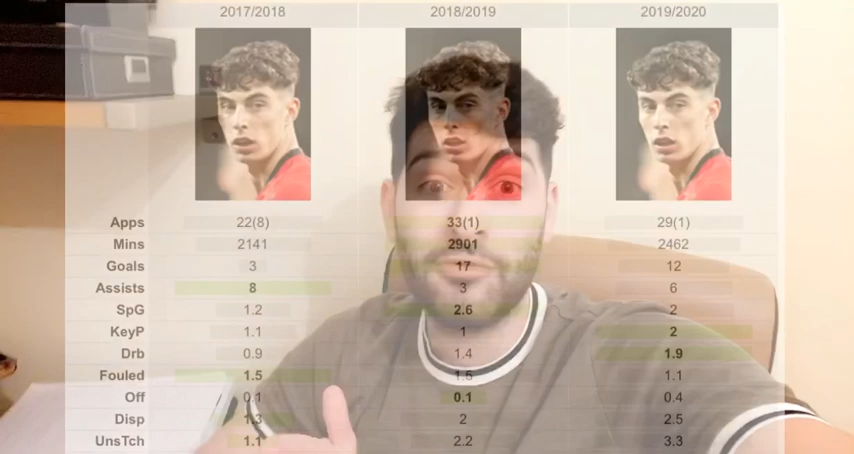 2017/2018 2018/2019 2019/2020
Apps 22(8) 33(1) 29(1)
Mins 2141 2901 2462
Goals 3 17 12
Assists 8 3 6
SpG 1.2 2.6 2
KeyP 1.1 1 2
Drb 0.9 1.4 1.9
Fouled 1.5 1.5 1.1
Off 0.1 0.1 0.4
Disp 1.3 2 2.5
UnsTch 1.1 2.2 3.3